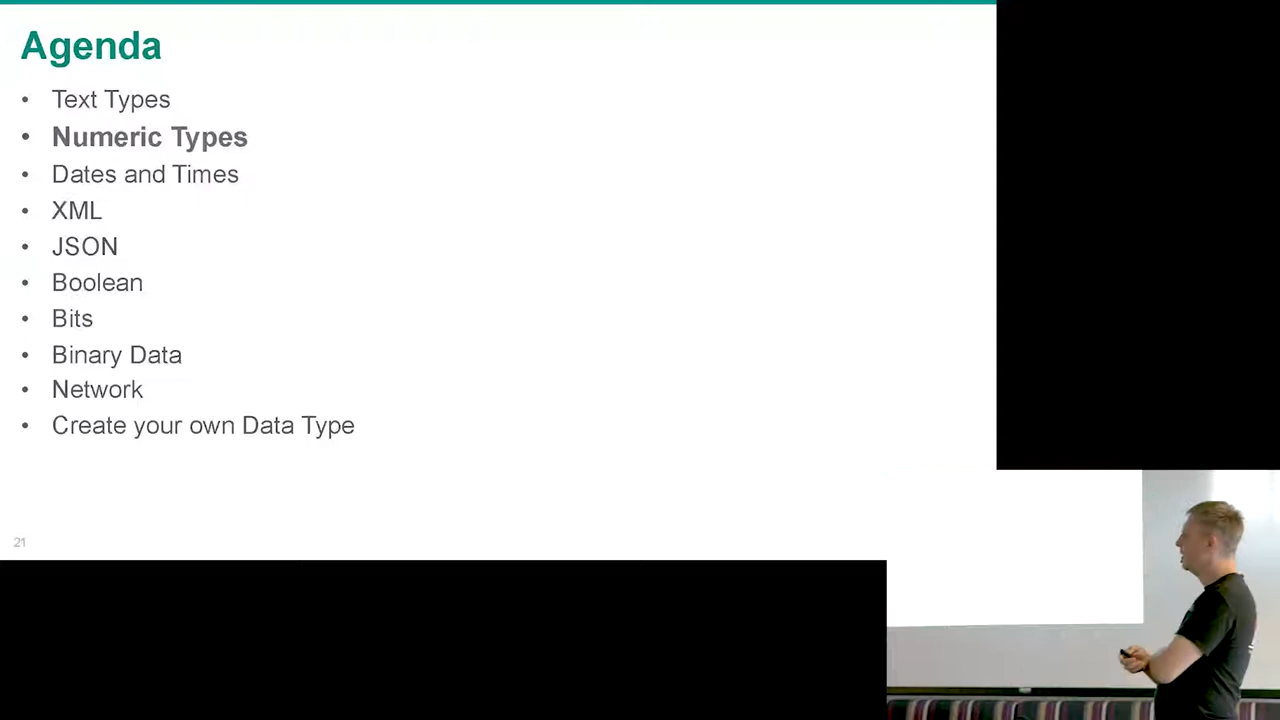 Agenda
• Text Types
• Numeric Types
• Dates and Times
• XML
• JSON
• Boolean
• Bits
• Binary Data
• Network
• Create your own Data Type
21